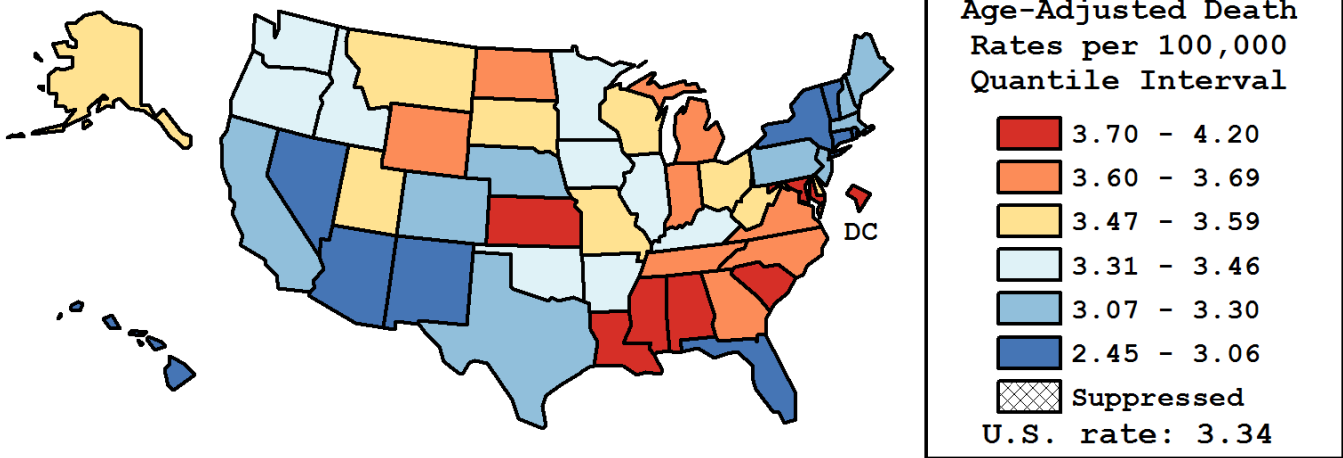 Age-Adjusted Death
Rates per 100,000
Quantile Interval
3.70 - 4.20
3.60 - 3.69
3.47 - 3.59
3.31 - 3.46
3.07 - 3.30
2.45 - 3.06
Suppressed
U.S. rate: 3.34
DC